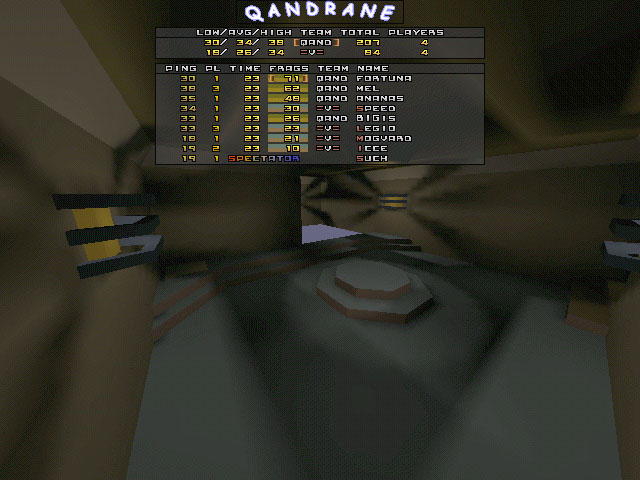 QANDRANE
LOW/AVG/HIGH TEAM TOTAL PLAYERS
30/ 34/ 38 [QAND] 207 4
18/ 26/ 34 =V= 84 4
PING PL TIME FRAGS TEAM NAME
30 1 23 [ 71] QAND FORTUNA
38 3 23 62 QAND MEL
35 1 23 48 QAND ANANAS
34 1 23 30 =V= SPEED
33 1 23 26 QAND BIGIS
33 3 23 23 =V= LEGIO
18 1 23 21 =V= MOGVARD
19 2 23 10 =V= ICCE
19 1 SPECTATOR SUCH